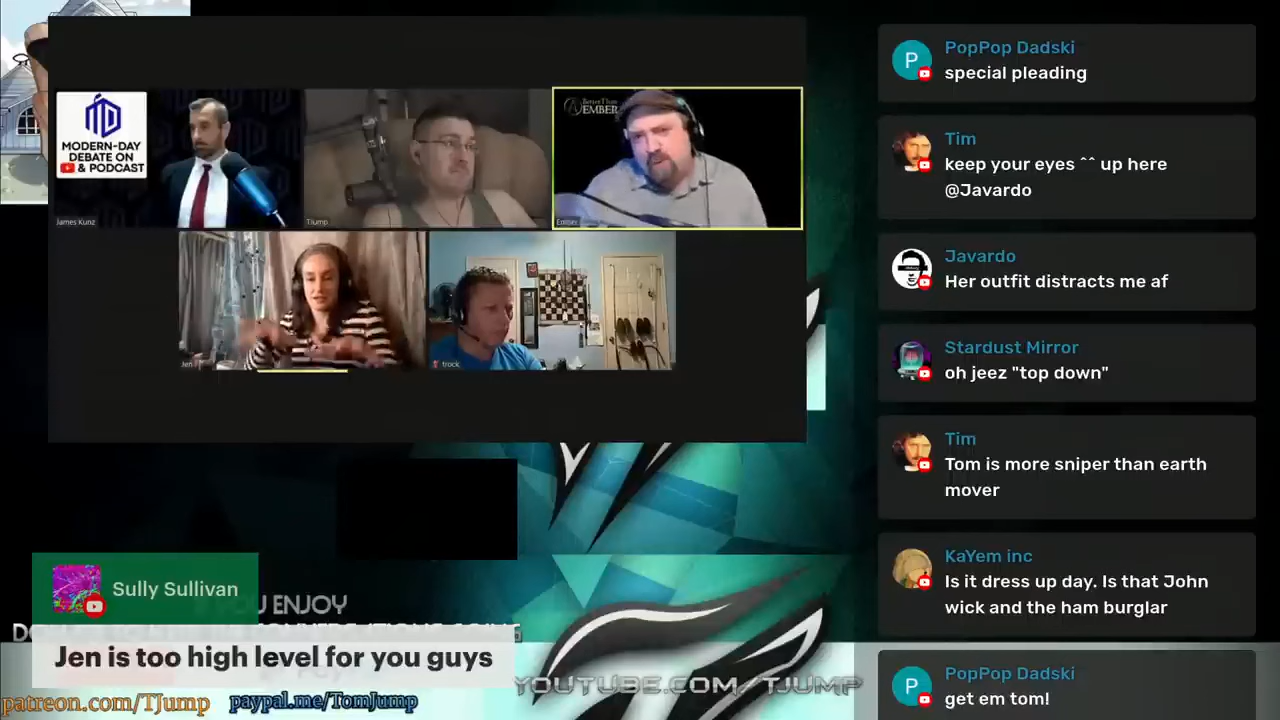 MODERN-DAY
DEBATE ON
& PODCAST
James Kunz
TJump
EMBER
Ember
Jen
trock
P
PopPop Dadski
special pleading
Tim
keep your eyes ^^ up here
@Javardo
Javardo
Her outfit distracts me af
Stardust Mirror
oh jeez "top down"
Tim
Tom is more sniper than earth
mover
KaYem inc
Is it dress up day. Is that John
wick and the ham burglar
P
PopPop Dadski
get em tom!
Sully Sullivan
U ENJOY
Jen is too high level for you guys
patreon.com/TJump
paypal.me/TomJump
YOUTUBE.COM/TJUMP